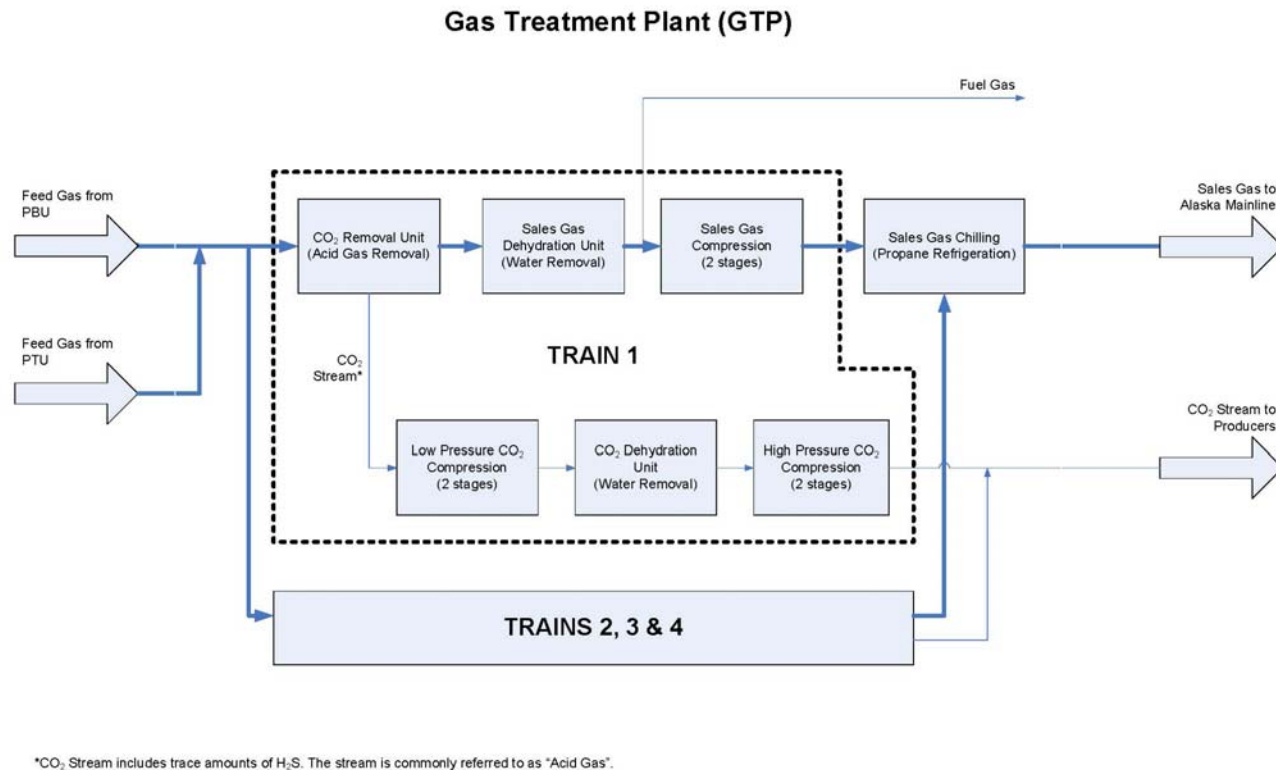 Gas Treatment Plant (GTP)
Fuel Gas
Feed Gas from
PBU
Sales Gas to
Alaska Mainline
CO₂ Removal Unit
(Acid Gas Removal)
Sales Gas
Dehydration Unit
(Water Removal)
Sales Gas
Compression
(2 stages)
Sales Gas Chilling
(Propane Refrigeration)
Feed Gas from
PTU
TRAIN 1
CO₂
Stream*
CO₂ Stream to
Producers
Low Pressure CO₂
Compression
(2 stages)
CO₂ Dehydration
Unit
(Water Removal)
High Pressure CO₂
Compression
(2 stages)
TRAINS 2, 3 & 4
*CO₂ Stream includes trace amounts of H₂S. The stream is commonly referred to as “Acid Gas”.